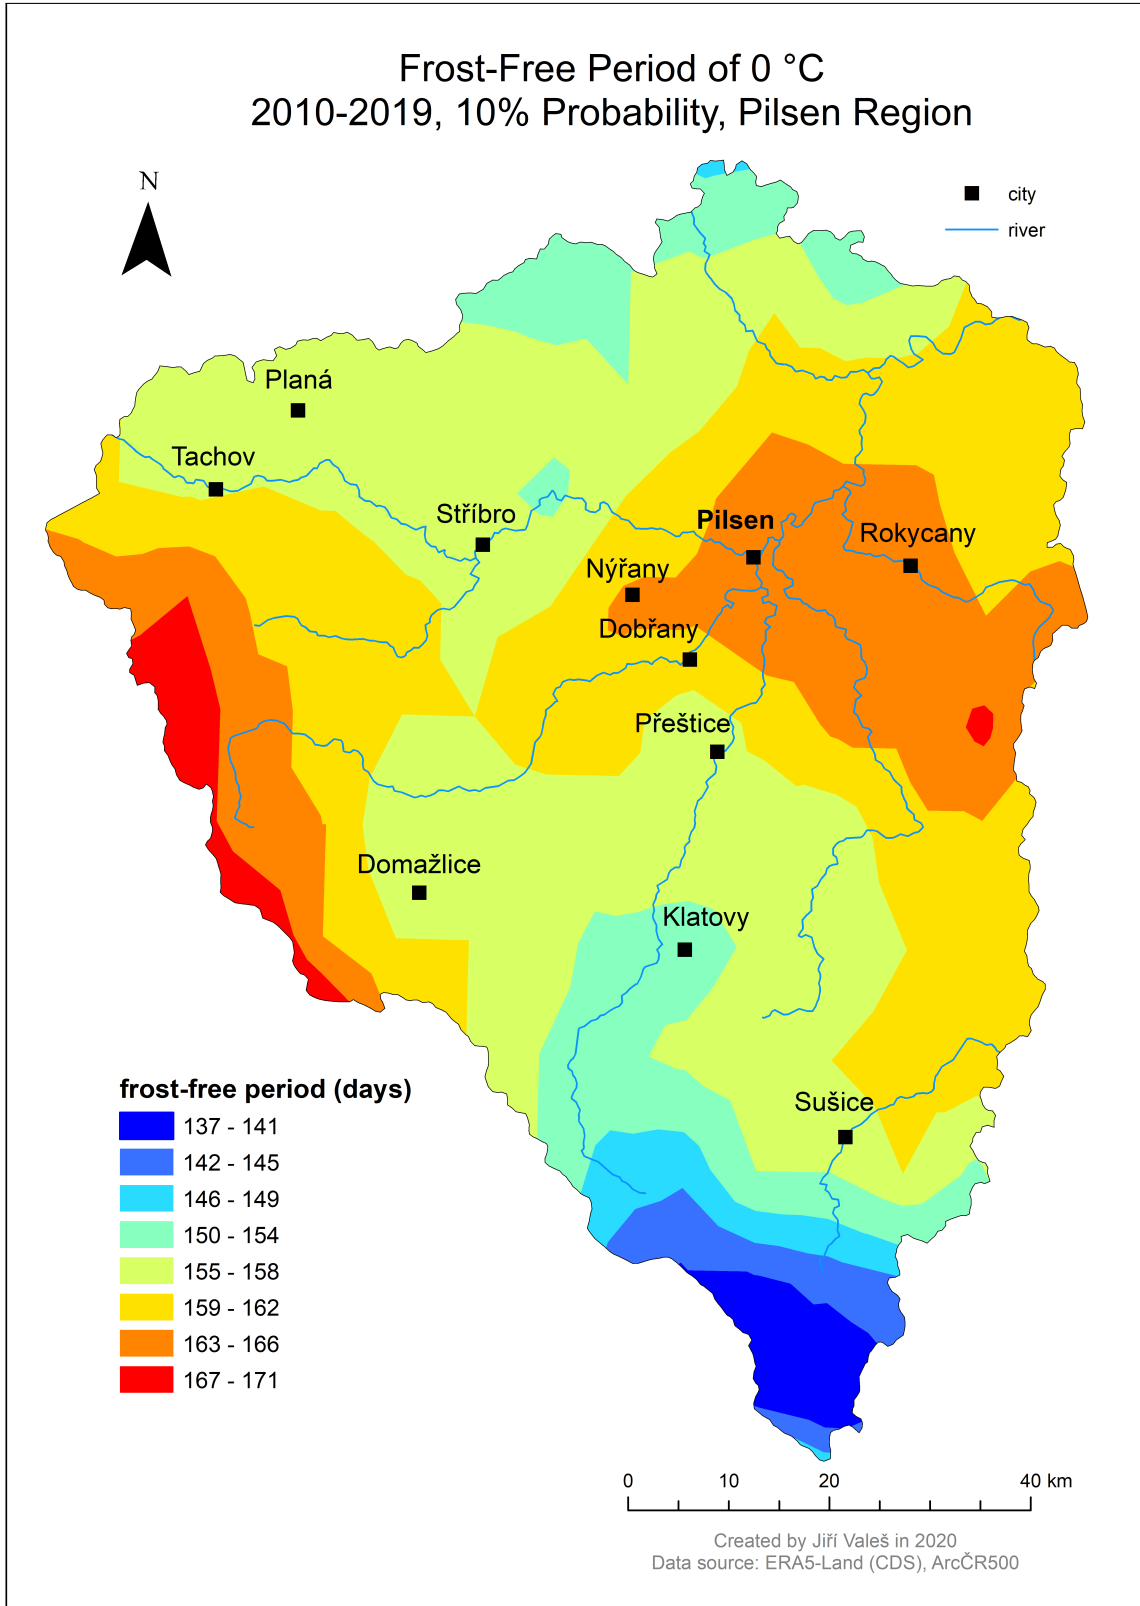 Frost-Free Period of 0 °C
2010-2019, 10% Probability, Pilsen Region
N
city
river
Planá
Tachov
Stříbro
Pilsen
Rokycany
Nýřany
Dobřany
Přeštice
Domažlice
Klatovy
Sušice
frost-free period (days)
137 - 141
142 - 145
146 - 149
150 - 154
155 - 158
159 - 162
163 - 166
167 - 171
0 10 20 40 km
Created by Jiří Valeš in 2020
Data source: ERA5-Land (CDS), ArcČR500